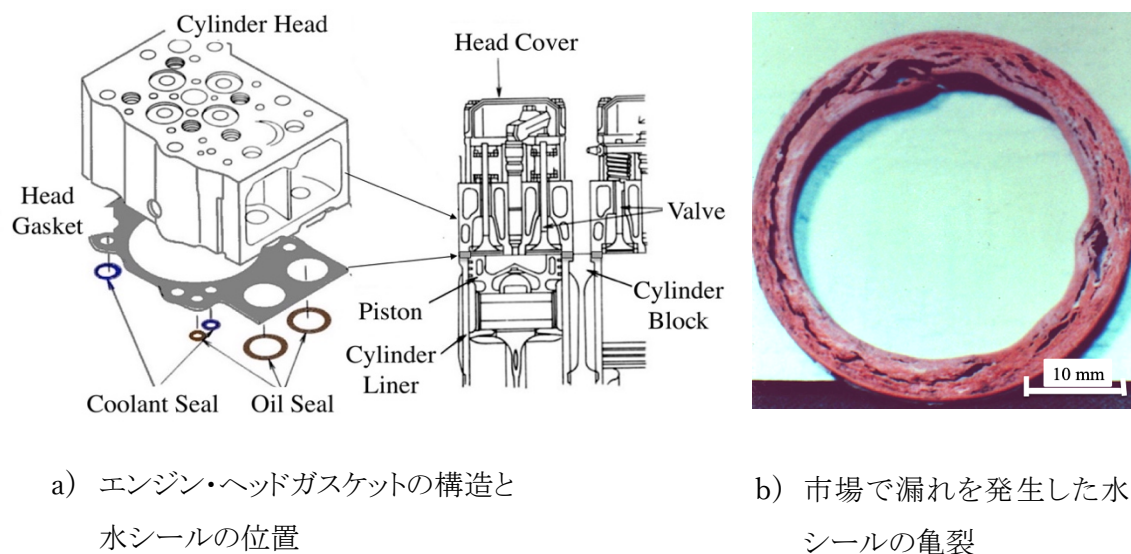 Cylinder Head
Head Cover
Head
Gasket
Valve
Piston
Cylinder
Block
Cylinder
Liner
Coolant Seal
Oil Seal
10 mm
a) エンジン・ヘッドガスケットの構造と
水シールの位置
b) 市場で漏れを発生した水
シールの亀裂